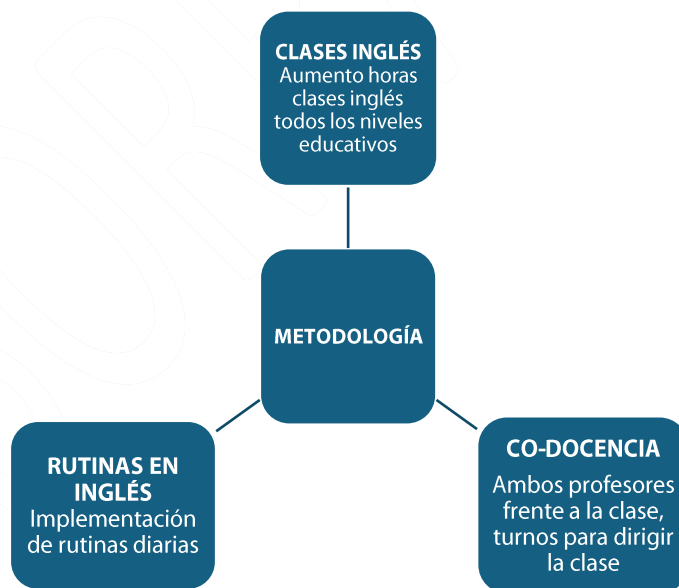 CLASES INGLÉS
Aumento horas
clases inglés
todos los niveles
educativos
METODOLOGÍA
RUTINAS EN
INGLÉS
Implementación
de rutinas diarias
CO-DOCENCIA
Ambos profesores
frente a la clase,
turnos para dirigir
la clase